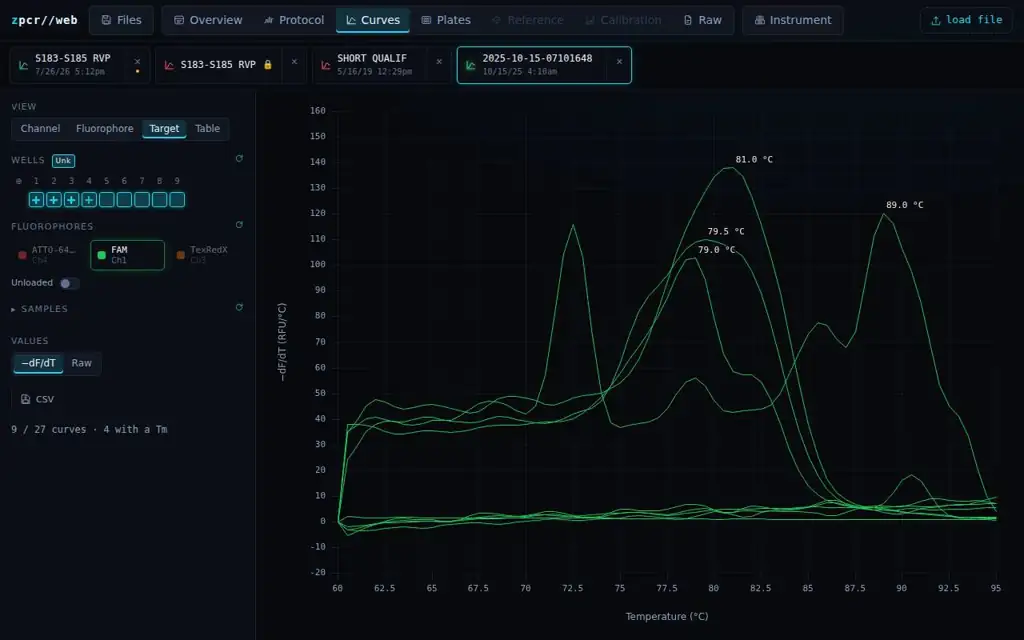 zpcr//web Files Overview Protocol Curves Plates Reference Calibration Raw Instrument load file
S183-S185 RVP × S183-S185 RVP 🔒 × SHORT QUALIF × 2025-10-15-07101648 ×
7/26/26 5:12pm 5/16/19 12:29pm 10/15/25 4:10am
VIEW
Channel Fluorophore Target Table
WELLS Unk
⊕ 1 2 3 4 5 6 7 8 9
FLUOROPHORES
ATTO-64… FAM TexRedX
Ch4 Ch1 Ch3
Unloaded
▸ SAMPLES
VALUES
−dF/dT Raw
CSV
9 / 27 curves · 4 with a Tm
−dF/dT (RFU/°C)
160
150
140
130
120
110
100
90
80
70
60
50
40
30
20
10
0
-10
-20
81.0 °C
89.0 °C
79.5 °C
79.0 °C
60 62.5 65 67.5 70 72.5 75 77.5 80 82.5 85 87.5 90 92.5 95
Temperature (°C)